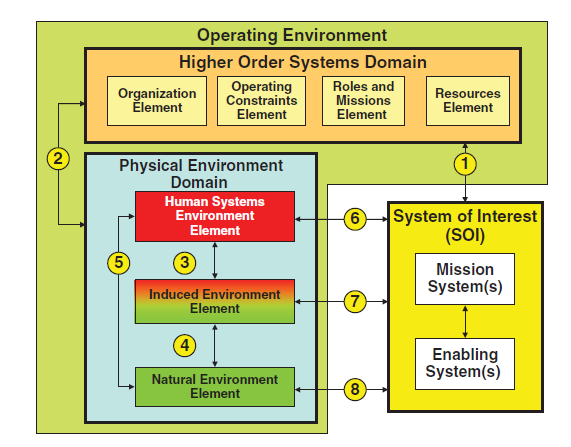 Operating Environment
Higher Order Systems Domain
Organization
Element
Operating
Constraints
Element
Roles and
Missions
Element
Resources
Element
2
1
Physical Environment
Domain
Human Systems
Environment
Element
6
System of Interest
(SOI)
5
3
Mission
System(s)
Induced Environment
Element
7
4
Enabling
System(s)
Natural Environment
Element
8